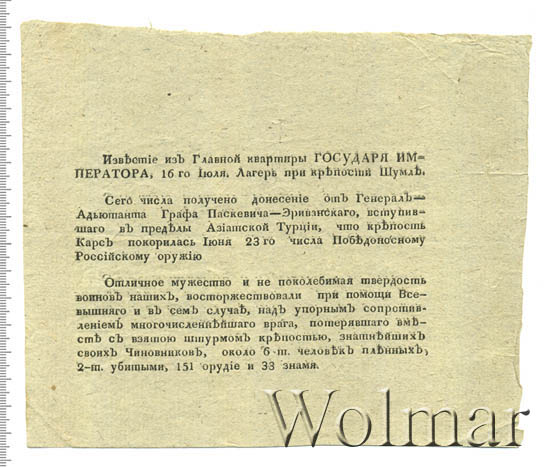 Извѣстіе изъ Главной квартиры ГОСУДАРЯ ИМ=
ПЕРАТОРА, 16 го Іюля. Лагерь при крѣпости Шумлѣ.
Сего числа получено донесеніе отъ Генералъ=
Адъютанта Графа Паскевича—Эриванскаго, вступив=
шаго въ предѣлы Азіатской Турціи, что крѣпость
Карсъ покорилась Іюня 23 го числа Побѣдоносному
Россійскому оружію
Отличное мужество и не поколебимая твердость
воиновъ нашихъ, восторжествовали при помощи Все-
вышняго и въ семъ случаѣ, надъ упорнымъ сопротив-
леніемъ многочисленнѣйшаго врага, потерявшаго вмѣ-
стѣ съ взятою штурмомъ крѣпостью, знатнѣйшихъ
своихъ Чиновниковъ, около 6-т. человѣкъ плѣнныхъ,
2-т. убитыми, 151 орудіе и 33 знамя.
Wolmar